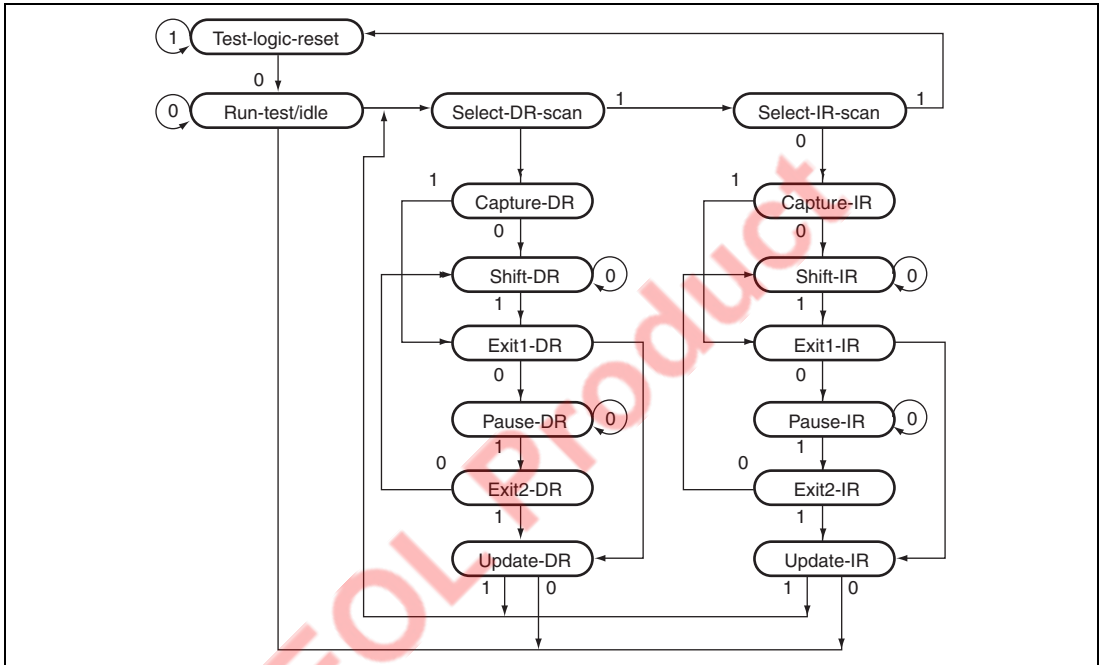 1
Test-logic-reset
0
0
Run-test/idle
Select-DR-scan
1
Select-IR-scan
1
0
1
Capture-DR
0
1
Capture-IR
0
Shift-DR
0
1
Shift-IR
0
1
Exit1-DR
0
Exit1-IR
0
Pause-DR
0
1
Pause-IR
0
1
0
Exit2-DR
1
0
Exit2-IR
1
Update-DR
1
0
Update-IR
1
0
EOL Product